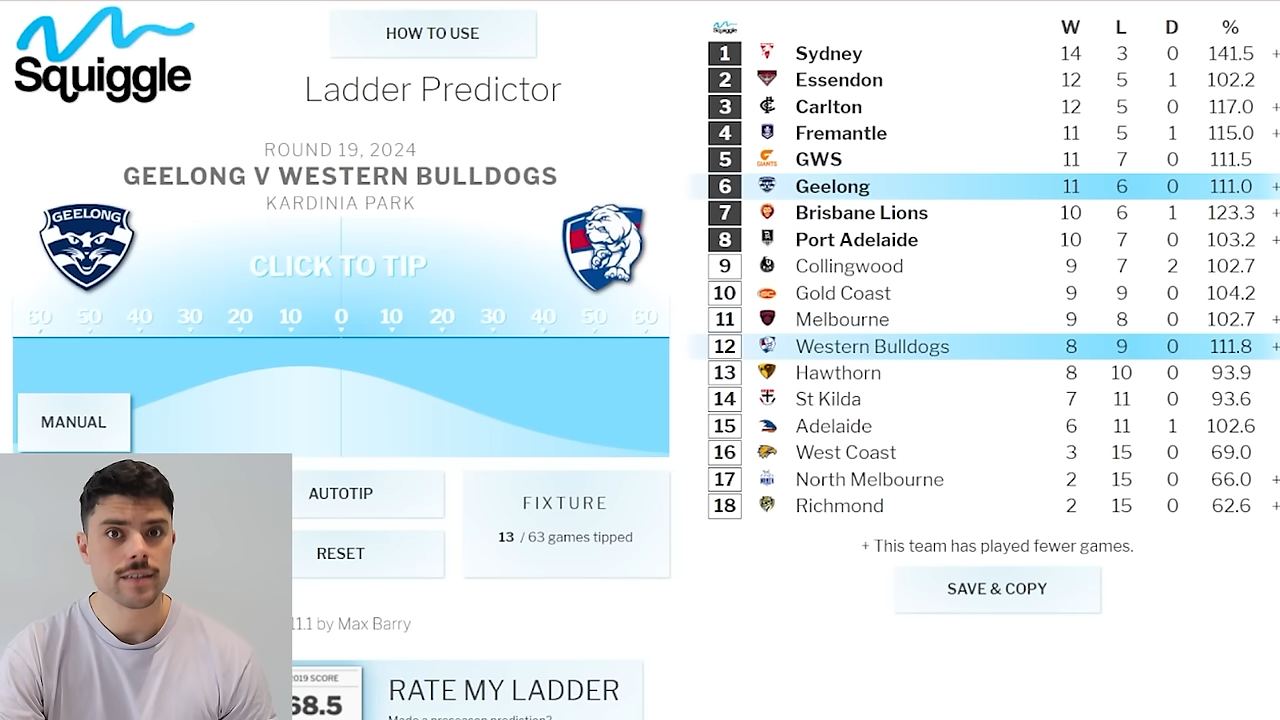 Squiggle
HOW TO USE
Ladder Predictor
ROUND 19, 2024
GEELONG V WESTERN BULLDOGS
KARDINIA PARK
GEELONG
CLICK TO TIP
60 50 40 30 20 10 0 10 20 30 40 50 60
MANUAL
AUTOTIP
RESET
FIXTURE
13 / 63 games tipped
11.1 by Max Barry
2019 SCORE
68.5
RATE MY LADDER
Made a preseason prediction?
Squiggle W L D %
1 Sydney 14 3 0 141.5 +
2 Essendon 12 5 1 102.2
3 Carlton 12 5 0 117.0 +
4 Fremantle 11 5 1 115.0 +
5 GWS 11 7 0 111.5
6 Geelong 11 6 0 111.0 +
7 Brisbane Lions 10 6 1 123.3 +
8 Port Adelaide 10 7 0 103.2 +
9 Collingwood 9 7 2 102.7
10 Gold Coast 9 9 0 104.2
11 Melbourne 9 8 0 102.7 +
12 Western Bulldogs 8 9 0 111.8 +
13 Hawthorn 8 10 0 93.9
14 St Kilda 7 11 0 93.6
15 Adelaide 6 11 1 102.6
16 West Coast 3 15 0 69.0
17 North Melbourne 2 15 0 66.0 +
18 Richmond 2 15 0 62.6 +
+ This team has played fewer games.
SAVE & COPY